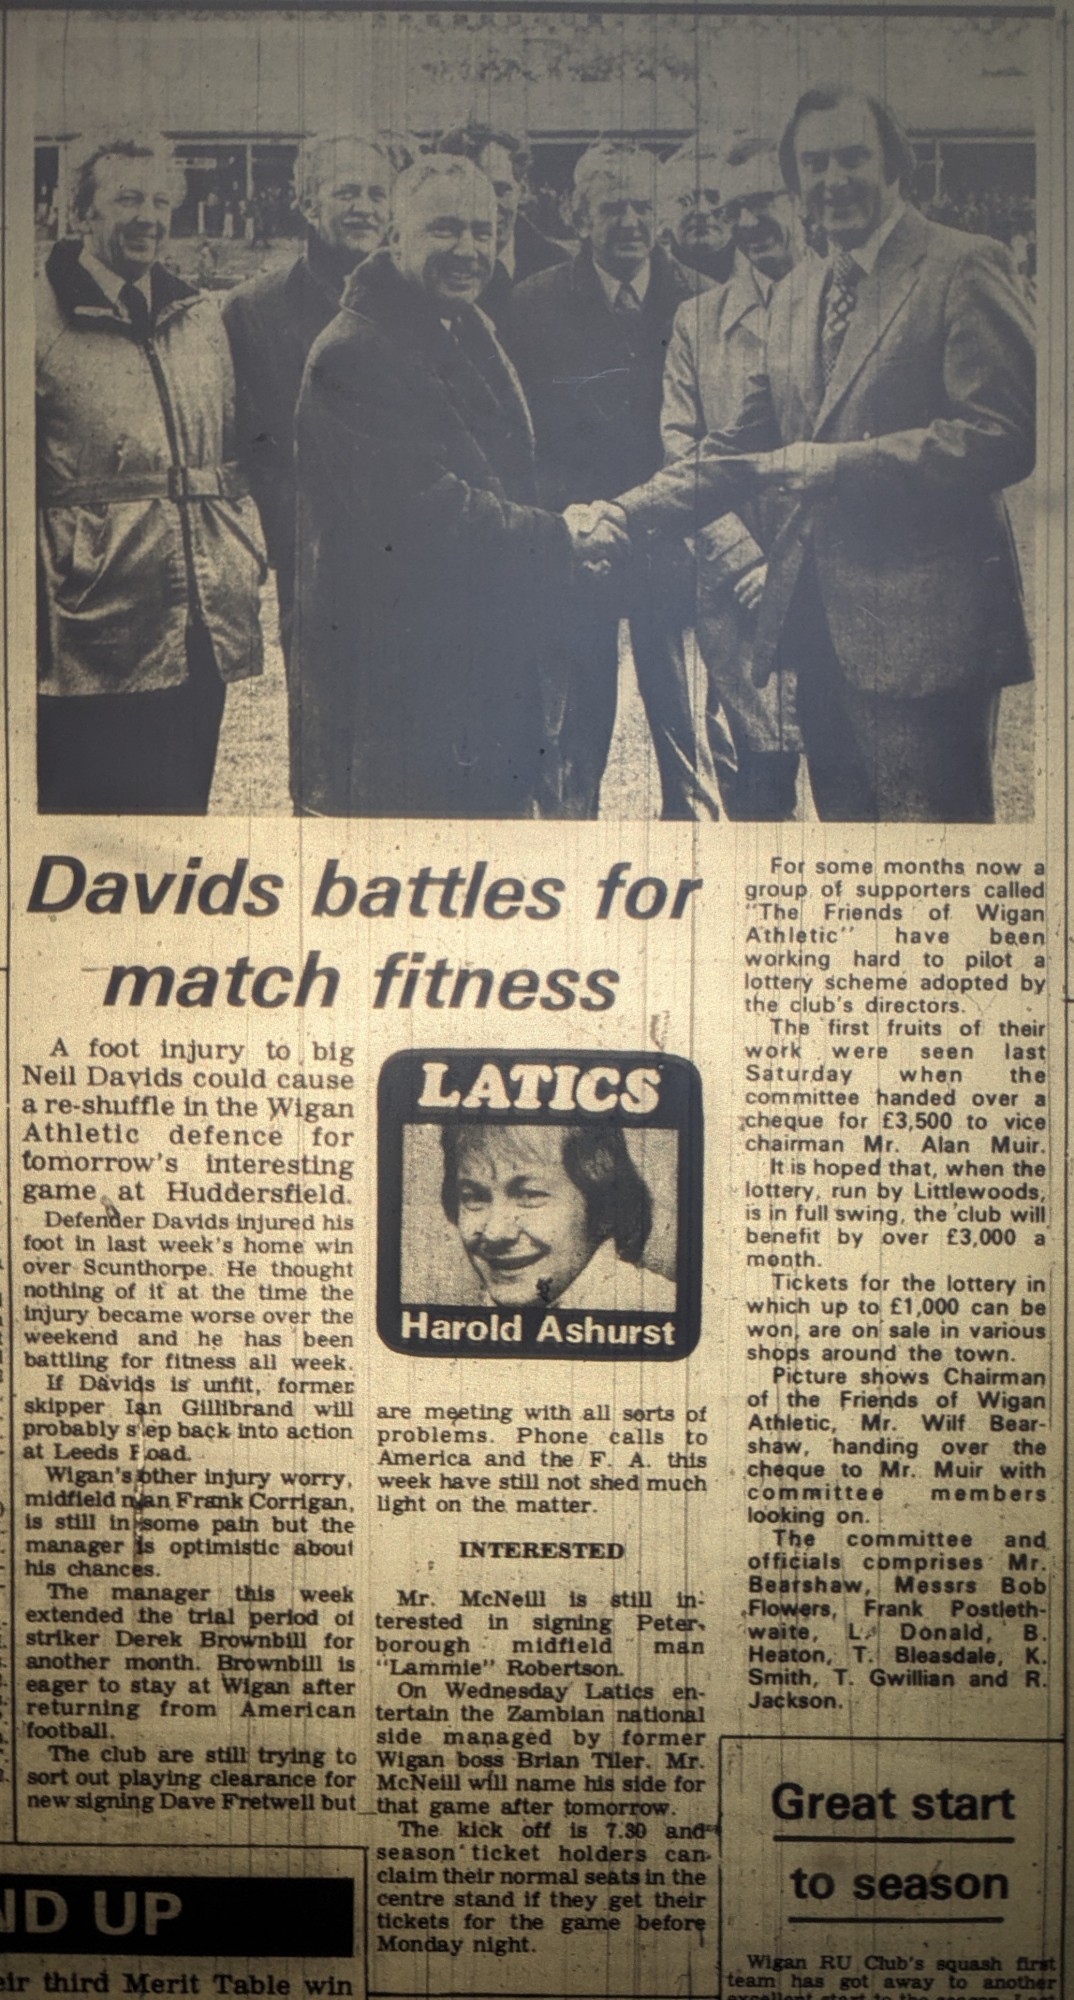 Davids battles for
match fitness
A foot injury to big
Neil Davids could cause
a re-shuffle in the Wigan
Athletic defence for
tomorrow's interesting
game at Huddersfield.
Defender Davids injured his
foot in last week's home win
over Scunthorpe. He thought
nothing of it at the time the
injury became worse over the
weekend and he has been
battling for fitness all week.
If Davids is unfit, former
skipper Ian Gillibrand will
probably step back into action
at Leeds Road.
Wigan's other injury worry,
midfield man Frank Corrigan,
is still in some pain but the
manager is optimistic about
his chances.
The manager this week
extended the trial period of
striker Derek Brownbill for
another month. Brownbill is
eager to stay at Wigan after
returning from American
football.
The club are still trying to
sort out playing clearance for
new signing Dave Fretwell but
LATICS
Harold Ashurst
are meeting with all sorts of
problems. Phone calls to
America and the F. A. this
week have still not shed much
light on the matter.
INTERESTED
Mr. McNeill is still in-
terested in signing Peter-
borough midfield man
"Lammie" Robertson.
On Wednesday Latics en-
tertain the Zambian national
side managed by former
Wigan boss Brian Tiler. Mr.
McNeill will name his side for
that game after tomorrow.
The kick off is 7.30 and
season ticket holders can
claim their normal seats in the
centre stand if they get their
tickets for the game before
Monday night.
For some months now a
group of supporters called
"The Friends of Wigan
Athletic" have been
working hard to pilot a
lottery scheme adopted by
the club's directors.
The first fruits of their
work were seen last
Saturday when the
committee handed over a
cheque for £3,500 to vice
chairman Mr. Alan Muir.
It is hoped that, when the
lottery, run by Littlewoods,
is in full swing, the club will
benefit by over £3,000 a
month.
Tickets for the lottery in
which up to £1,000 can be
won, are on sale in various
shops around the town.
Picture shows Chairman
of the Friends of Wigan
Athletic, Mr. Wilf Bear-
shaw, handing over the
cheque to Mr. Muir with
committee members
looking on.
The committee and
officials comprises Mr.
Bearshaw, Messrs Bob
Flowers, Frank Postleth-
waite, L. Donald, B.
Heaton, T. Bleasdale, K.
Smith, T. Gwillian and R.
Jackson.
ND UP
eir third Merit Table win
Great start
to season
Wigan RU Club's squash first
team has got away to another